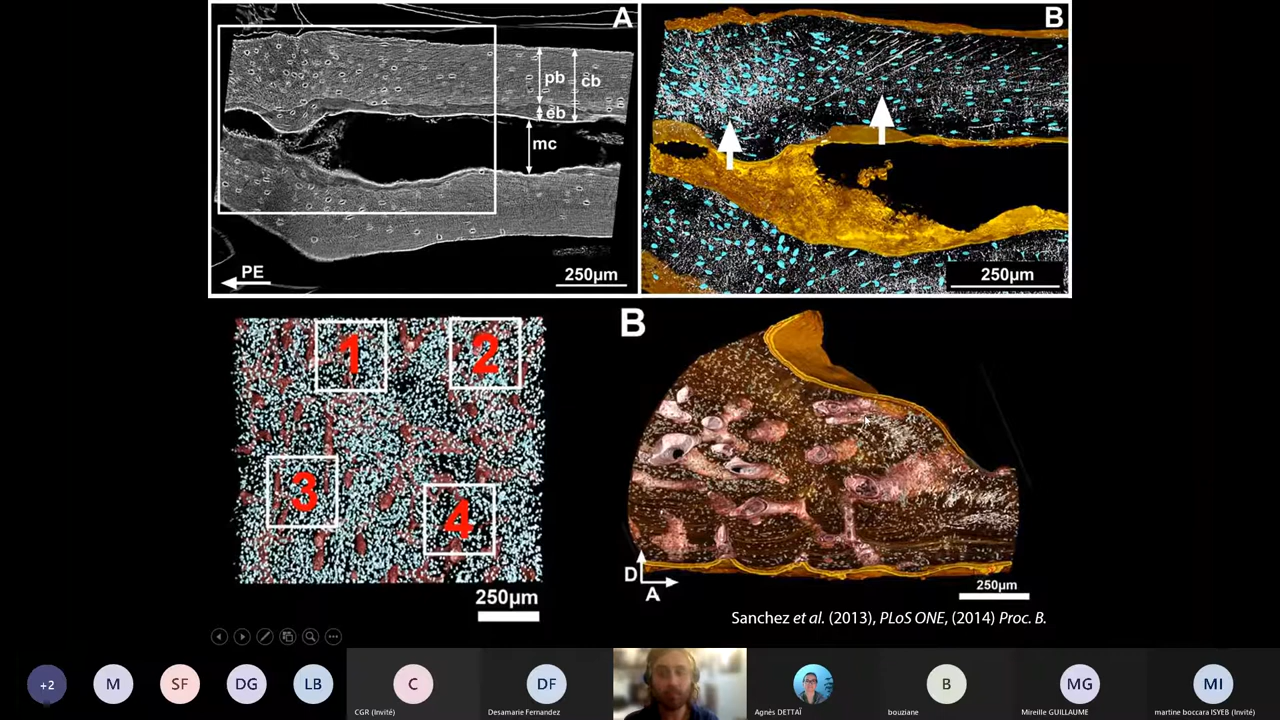 A
pb
cb
eb
mc
PE
250µm
B
250µm
1
2
3
4
250µm
B
D
A
250µm
Sanchez et al. (2013), PLoS ONE, (2014) Proc. B.
+2
M
SF
DG
LB
C
CGR (Invité)
DF
Desamarie Fernandez
Agnès DETTAÏ
B
bouziane
MG
Mireille GUILLAUME
MI
martine boccara ISYEB (Invité)